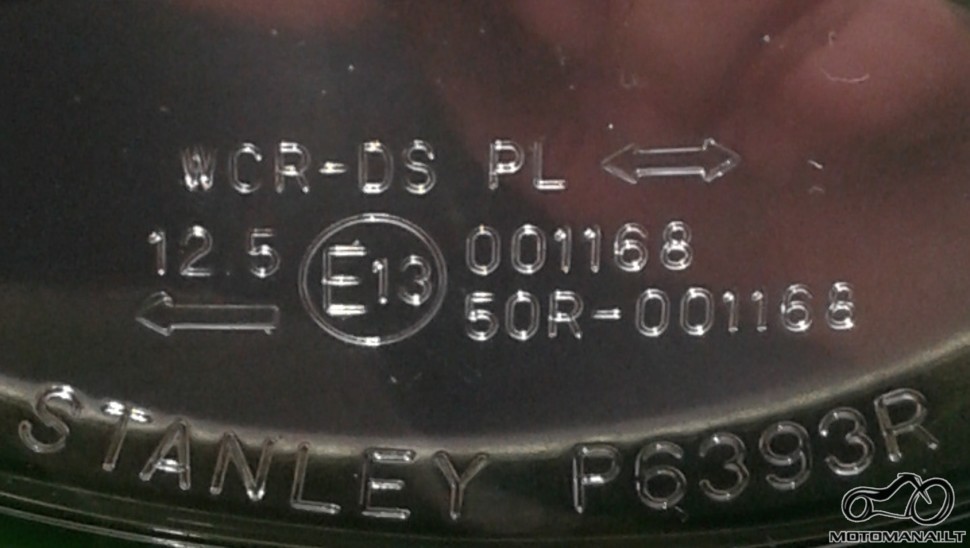 WCR-DS PL ↔
12.5 E13 001168
← 50R-001168
STANLEY P6393R
MOTOMANAI.LT